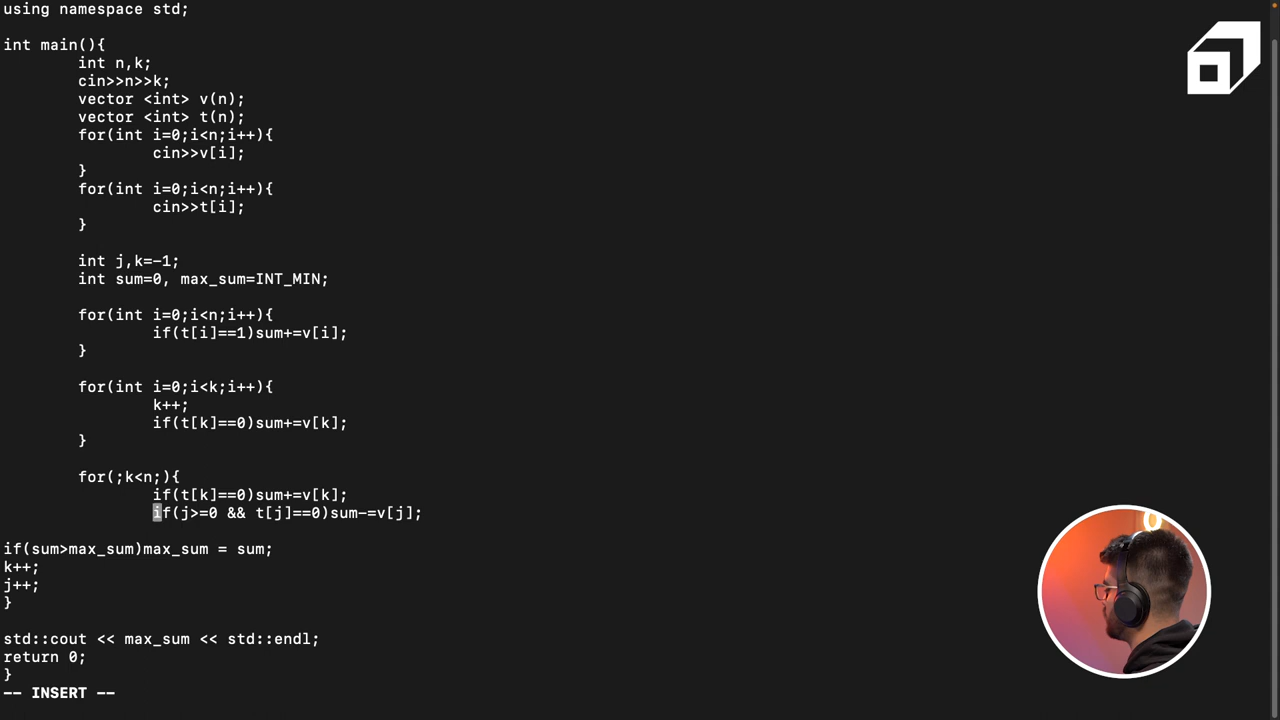 using namespace std;
int main(){
int n,k;
cin>>n>>k;
vector <int> v(n);
vector <int> t(n);
for(int i=0;i<n;i++){
cin>>v[i];
}
for(int i=0;i<n;i++){
cin>>t[i];
}
int j,k=-1;
int sum=0, max_sum=INT_MIN;
for(int i=0;i<n;i++){
if(t[i]==1)sum+=v[i];
}
for(int i=0;i<k;i++){
k++;
if(t[k]==0)sum+=v[k];
}
for(;k<n;){
if(t[k]==0)sum+=v[k];
if(j>=0 && t[j]==0)sum-=v[j];
if(sum>max_sum)max_sum = sum;
k++;
j++;
}
std::cout << max_sum << std::endl;
return 0;
}
-- INSERT --